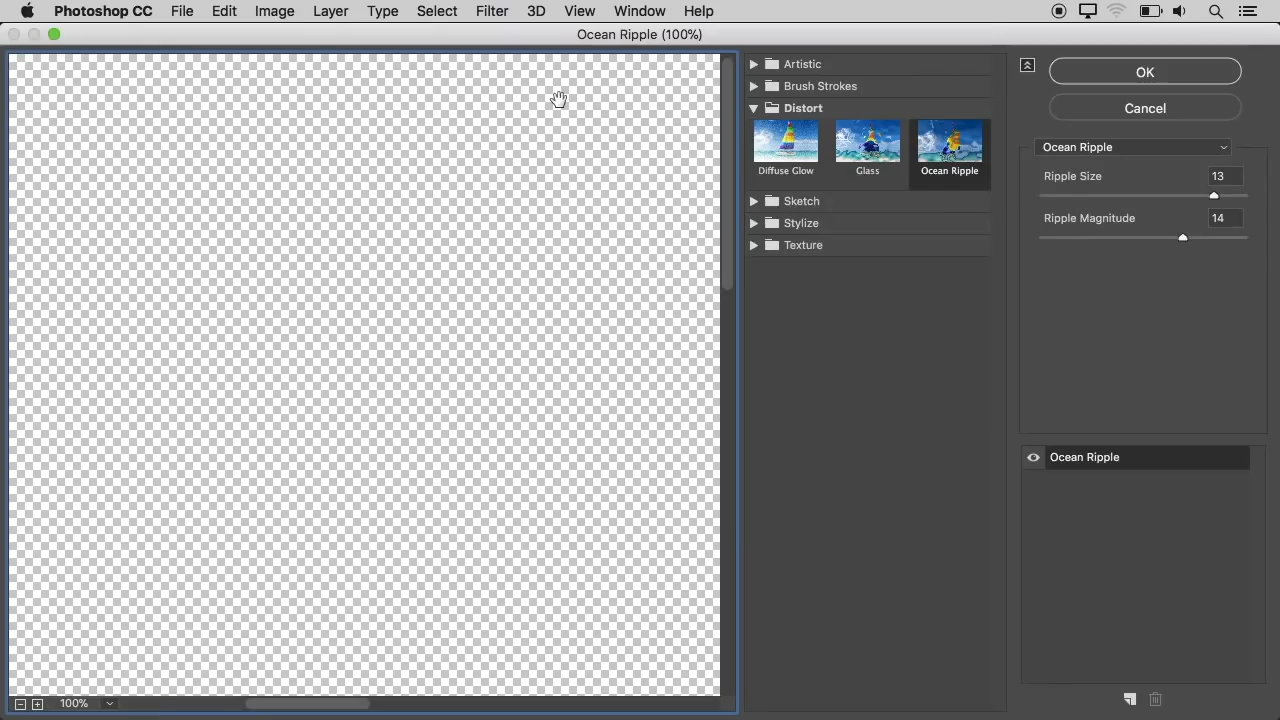 Photoshop CC File Edit Image Layer Type Select Filter 3D View Window Help
Ocean Ripple (100%)
Artistic
Brush Strokes
Distort
Diffuse Glow Glass Ocean Ripple
Sketch
Stylize
Texture
OK
Cancel
Ocean Ripple
Ripple Size 13
Ripple Magnitude 14
Ocean Ripple
100%